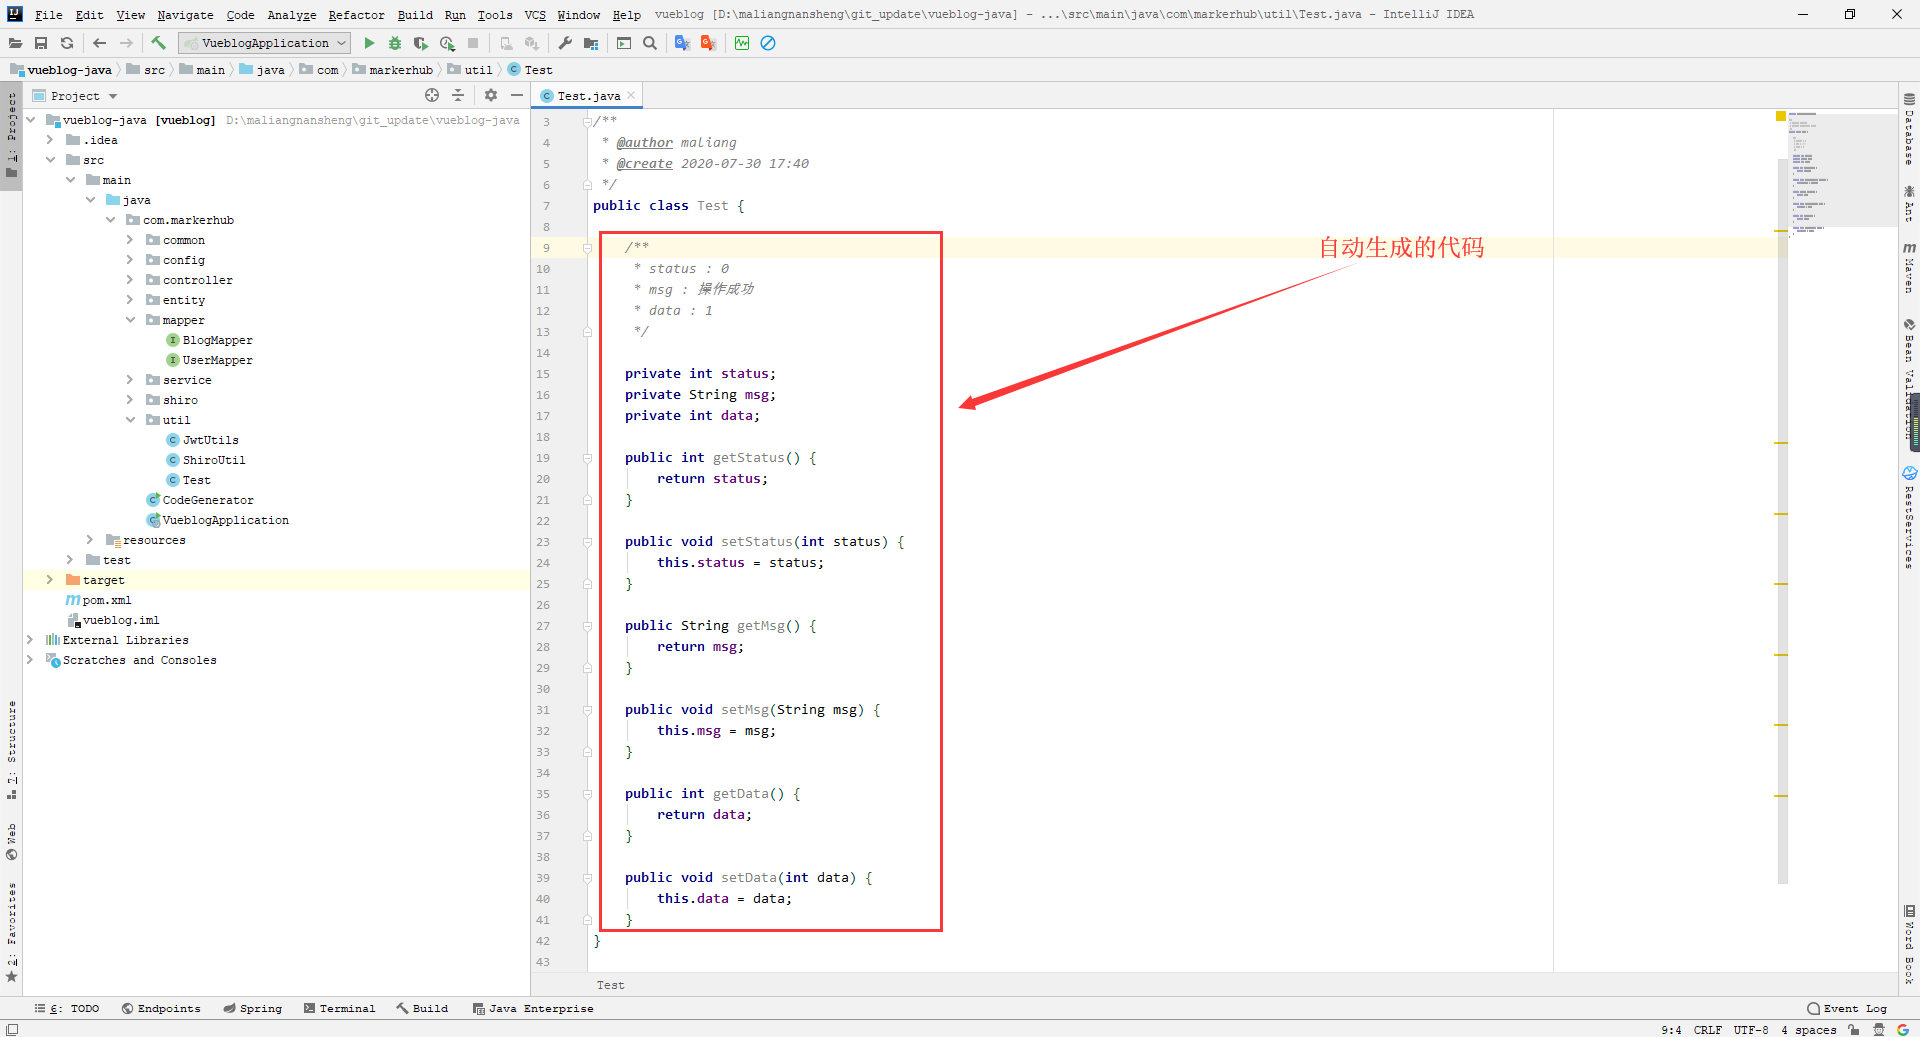 File Edit View Navigate Code Analyze Refactor Build Run Tools VCS Window Help vueblog [D:\maliangnansheng\git_update\vueblog-java] - ...\src\main\java\com\markerhub\util\Test.java - IntelliJ IDEA
VueblogApplication
vueblog-java src main java com markerhub util Test
1: Project
7: Structure
Web
2: Favorites
Project
vueblog-java [vueblog] D:\maliangnansheng\git_update\vueblog-java
.idea
src
main
java
com.markerhub
common
config
controller
entity
mapper
BlogMapper
UserMapper
service
shiro
util
JwtUtils
ShiroUtil
Test
CodeGenerator
VueblogApplication
resources
test
target
pom.xml
vueblog.iml
External Libraries
Scratches and Consoles
Test.java
3 /**
4 * @author maliang
5 * @create 2020-07-30 17:40
6 */
7 public class Test {
8
9 /**
10 * status : 0
11 * msg : 操作成功
12 * data : 1
13 */
14
15 private int status;
16 private String msg;
17 private int data;
18
19 public int getStatus() {
20 return status;
21 }
22
23 public void setStatus(int status) {
24 this.status = status;
25 }
26
27 public String getMsg() {
28 return msg;
29 }
30
31 public void setMsg(String msg) {
32 this.msg = msg;
33 }
34
35 public int getData() {
36 return data;
37 }
38
39 public void setData(int data) {
40 this.data = data;
41 }
42 }
43
自动生成的代码
Test
Database
Ant
Maven
Bean Validation
RestServices
Word Book
6: TODO Endpoints Spring Terminal Build Java Enterprise Event Log
9:4 CRLF UTF-8 4 spaces